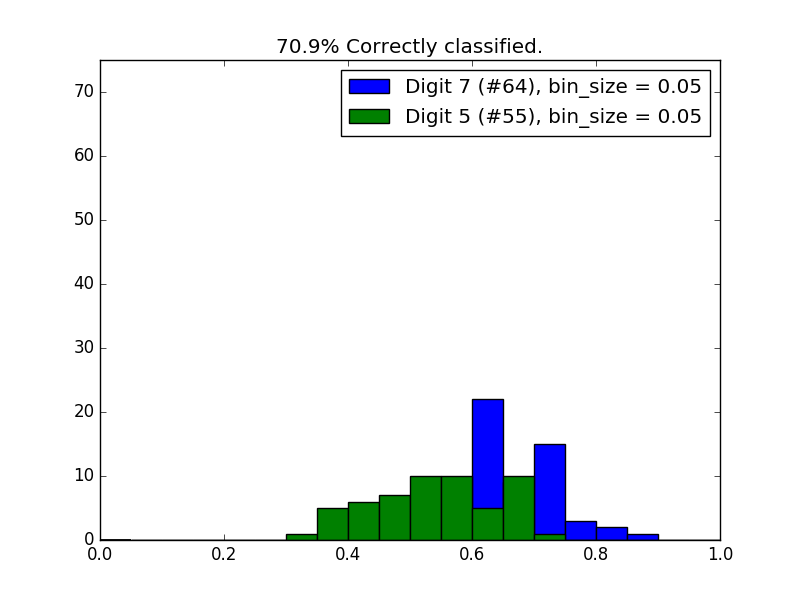 70.9% Correctly classified.
Digit 7 (#64), bin_size = 0.05
Digit 5 (#55), bin_size = 0.05
70
60
50
40
30
20
10
0
0.0 0.2 0.4 0.6 0.8 1.0